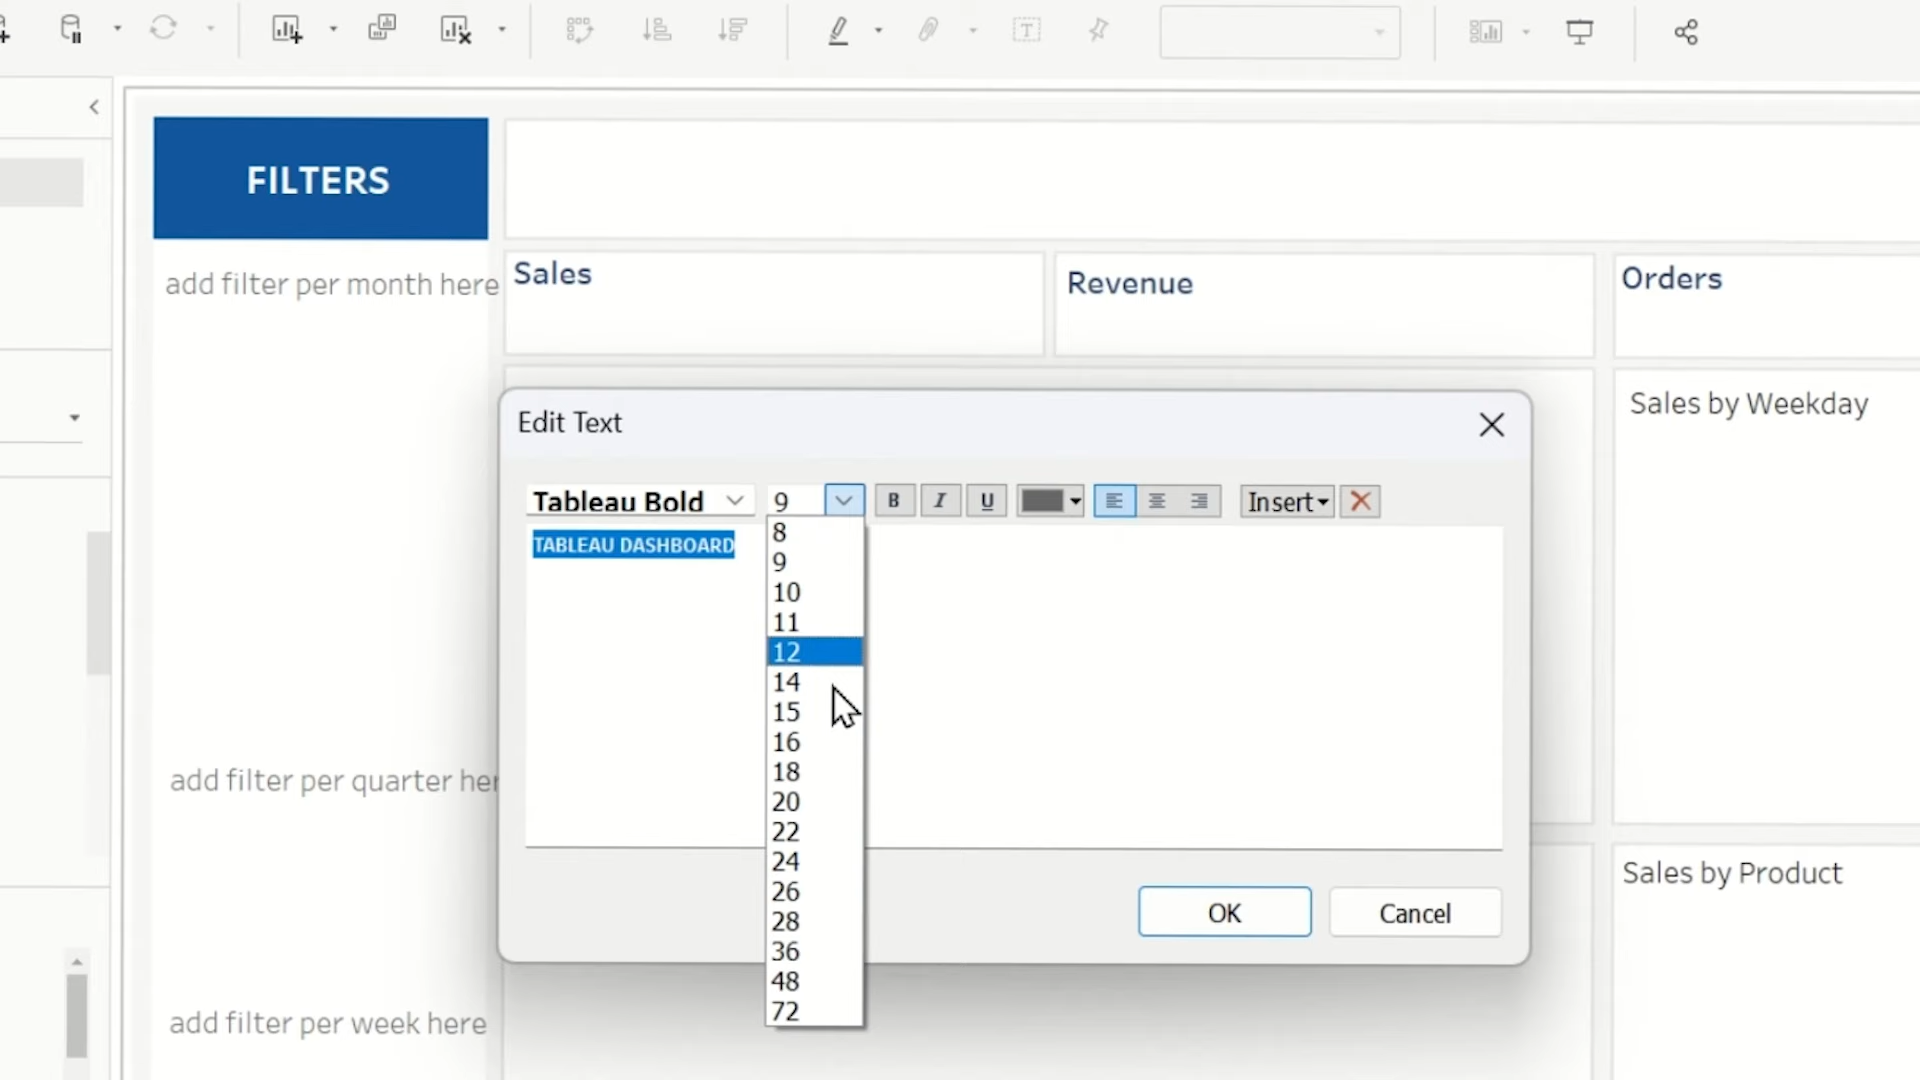 FILTERS
add filter per month here
Sales
Revenue
Orders
Edit Text
Sales by Weekday
Tableau Bold
9
B
I
U
Insert
TABLEAU DASHBOARD
8
9
10
11
12
14
15
16
18
20
22
24
26
28
36
48
72
add filter per quarter her
Sales by Product
OK
Cancel
add filter per week here